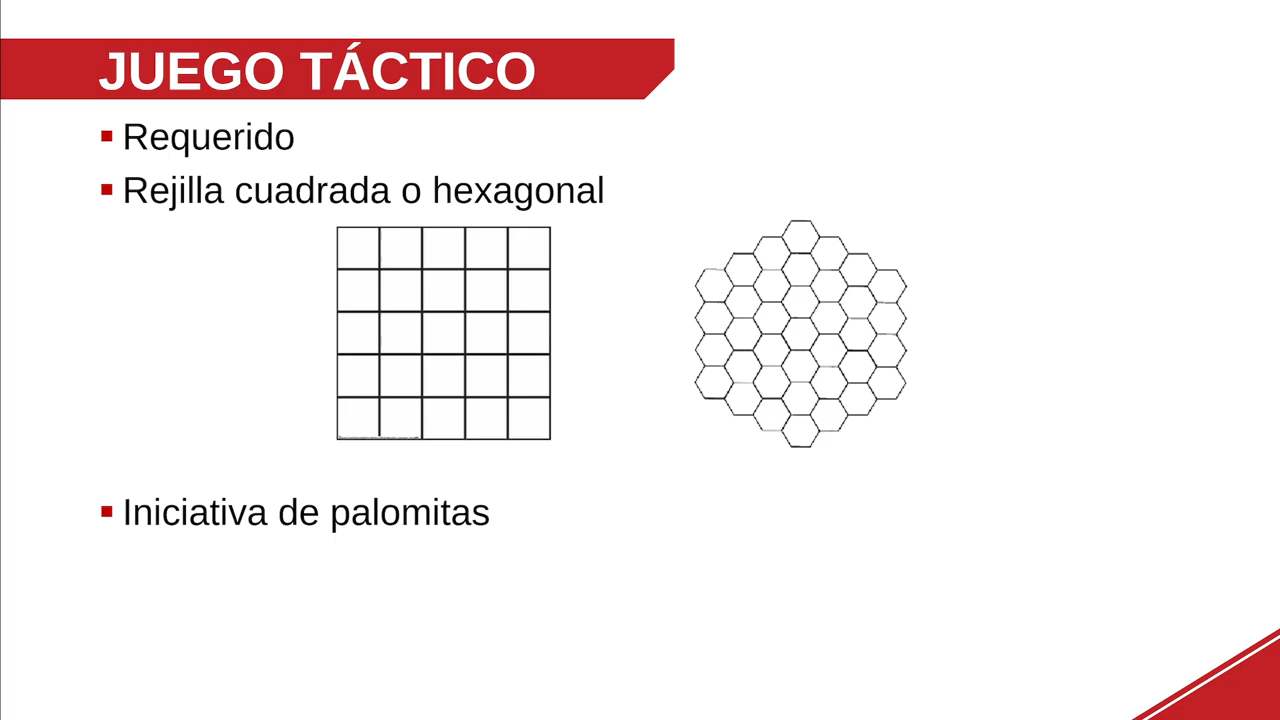 JUEGO TÁCTICO
Requerido
Rejilla cuadrada o hexagonal
Iniciativa de palomitas